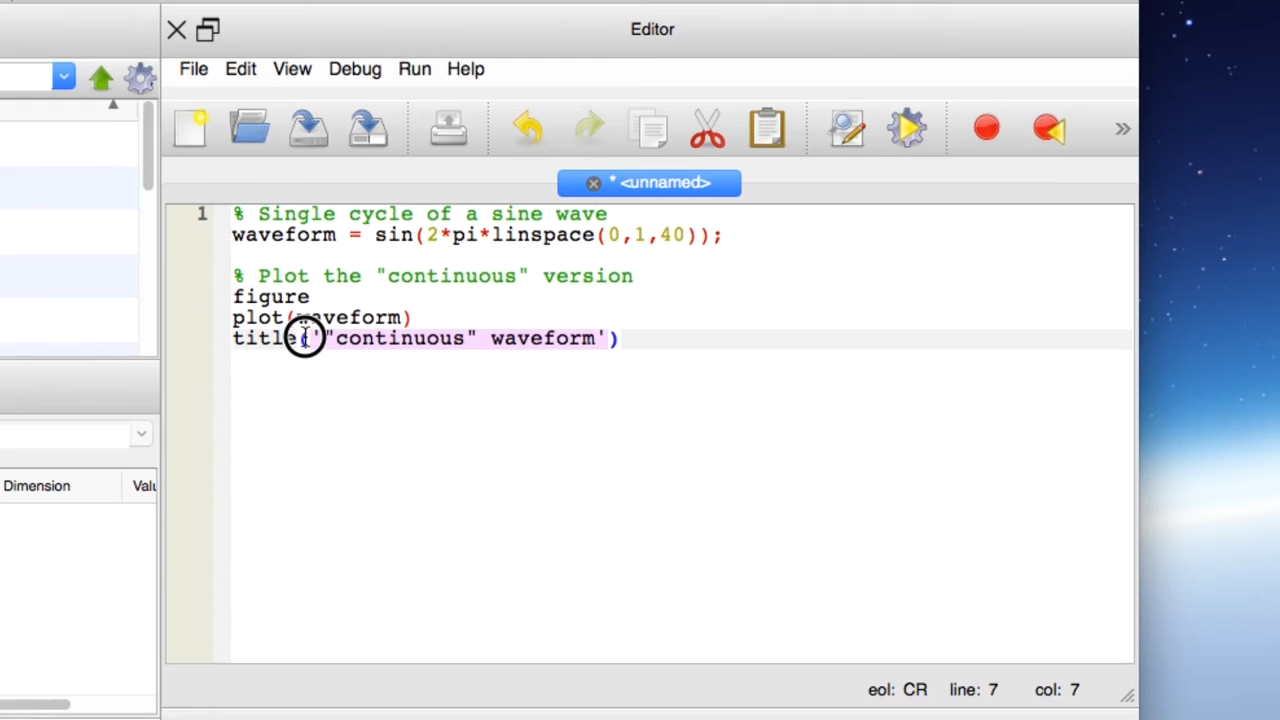 Editor
File Edit View Debug Run Help
»
* <unnamed>
1
% Single cycle of a sine wave
waveform = sin(2*pi*linspace(0,1,40));
% Plot the "continuous" version
figure
plot(waveform)
title('"continuous" waveform')
Dimension
eol: CR line: 7 col: 7